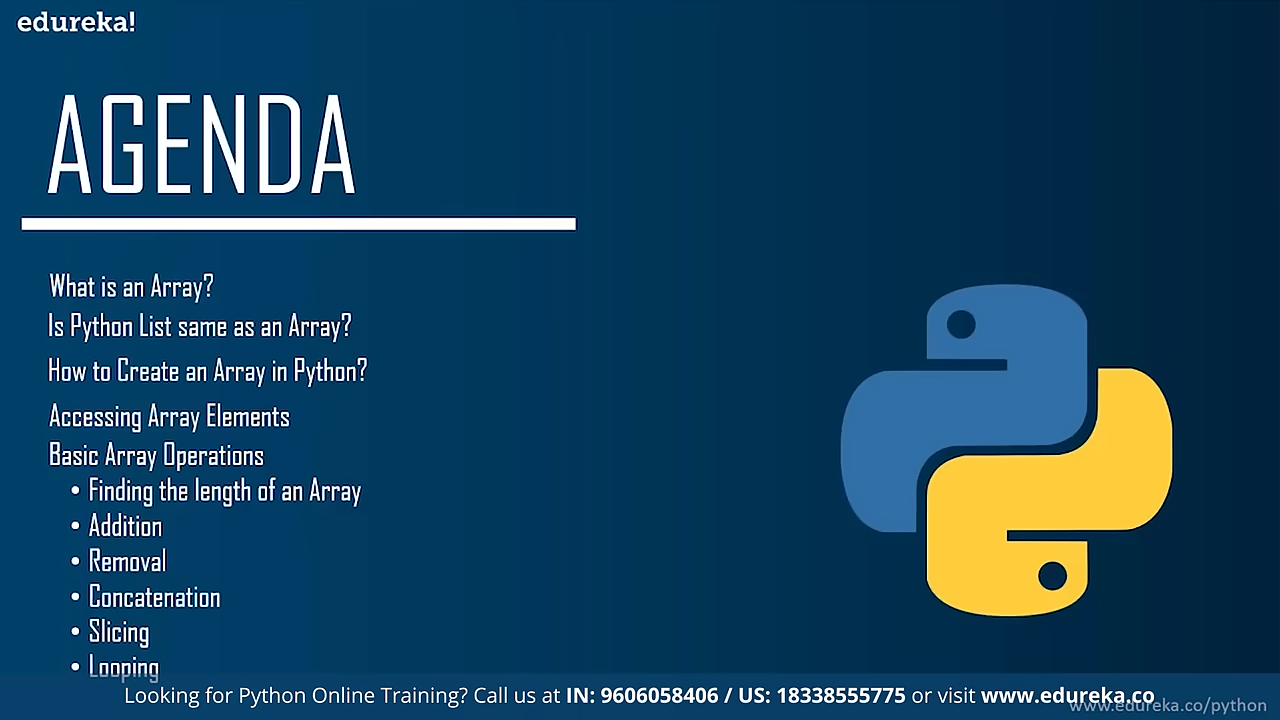 edureka!
AGENDA
What is an Array?
Is Python List same as an Array?
How to Create an Array in Python?
Accessing Array Elements
Basic Array Operations
• Finding the length of an Array
• Addition
• Removal
• Concatenation
• Slicing
• Looping
Looking for Python Online Training? Call us at IN: 9606058406 / US: 18338555775 or visit www.edureka.co
www.edureka.co/python